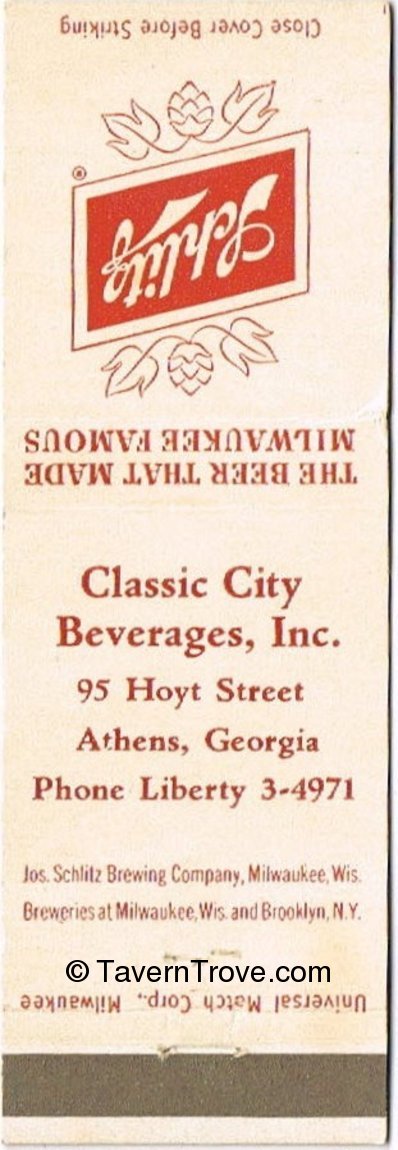 Close Cover Before Striking
Schlitz
®
THE BEER THAT MADE
MILWAUKEE FAMOUS
Classic City
Beverages, Inc.
95 Hoyt Street
Athens, Georgia
Phone Liberty 3-4971
Jos. Schlitz Brewing Company, Milwaukee, Wis.
Breweries at Milwaukee, Wis. and Brooklyn, N.Y.
© TavernTrove.com
Universal Match Corp., Milwaukee